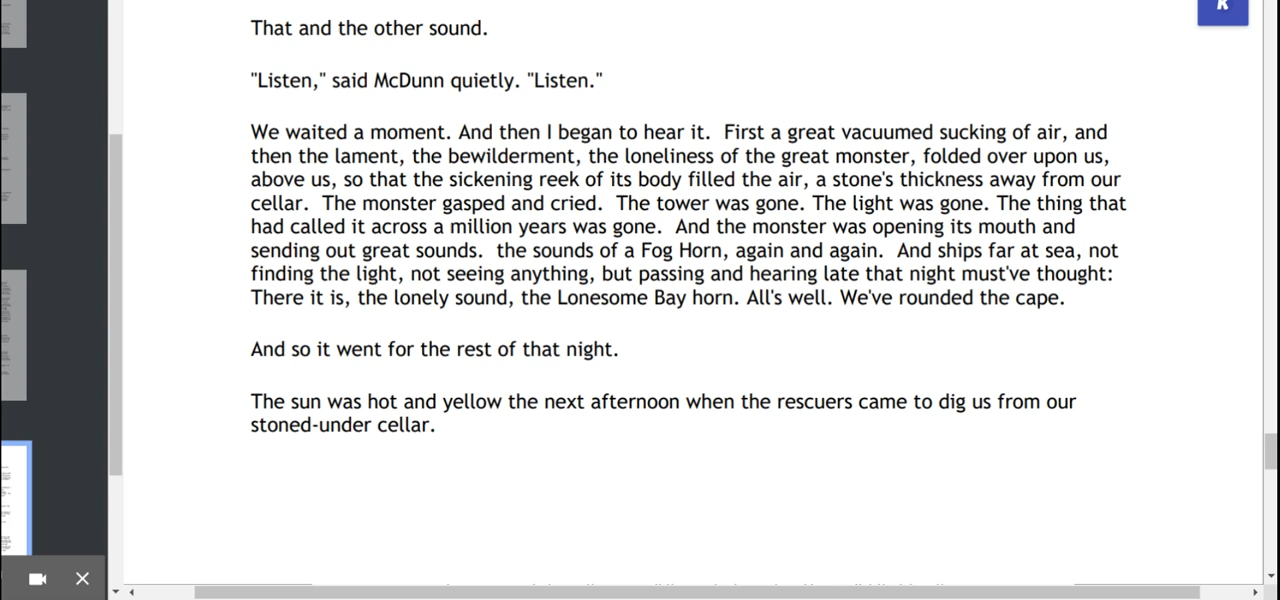 That and the other sound.
"Listen," said McDunn quietly. "Listen."
We waited a moment. And then I began to hear it.  First a great vacuumed sucking of air, and
then the lament, the bewilderment, the loneliness of the great monster, folded over upon us,
above us, so that the sickening reek of its body filled the air, a stone's thickness away from our
cellar.  The monster gasped and cried.  The tower was gone. The light was gone. The thing that
had called it across a million years was gone.  And the monster was opening its mouth and
sending out great sounds.  the sounds of a Fog Horn, again and again.  And ships far at sea, not
finding the light, not seeing anything, but passing and hearing late that night must've thought:
There it is, the lonely sound, the Lonesome Bay horn. All's well. We've rounded the cape.
And so it went for the rest of that night.
The sun was hot and yellow the next afternoon when the rescuers came to dig us from our
stoned-under cellar.